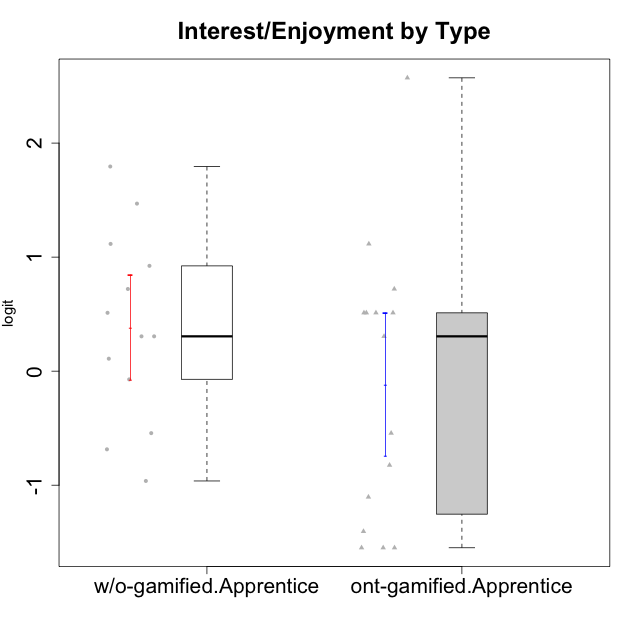 Interest/Enjoyment by Type
logit
2
1
0
-1
w/o-gamified.Apprentice
ont-gamified.Apprentice